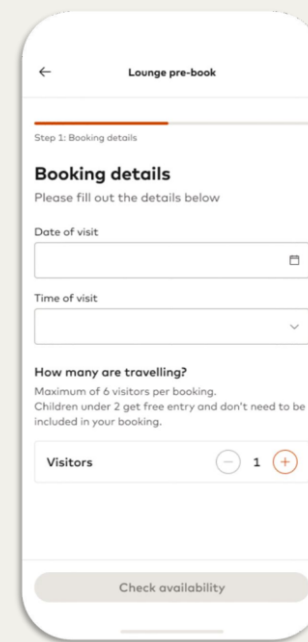 Lounge pre-book
Step 1: Booking details
Booking details
Please fill out the details below
Date of visit
Time of visit
How many are travelling?
Maximum of 6 visitors per booking.
Children under 2 get free entry and don't need to be
included in your booking.
Visitors
1
Check availability